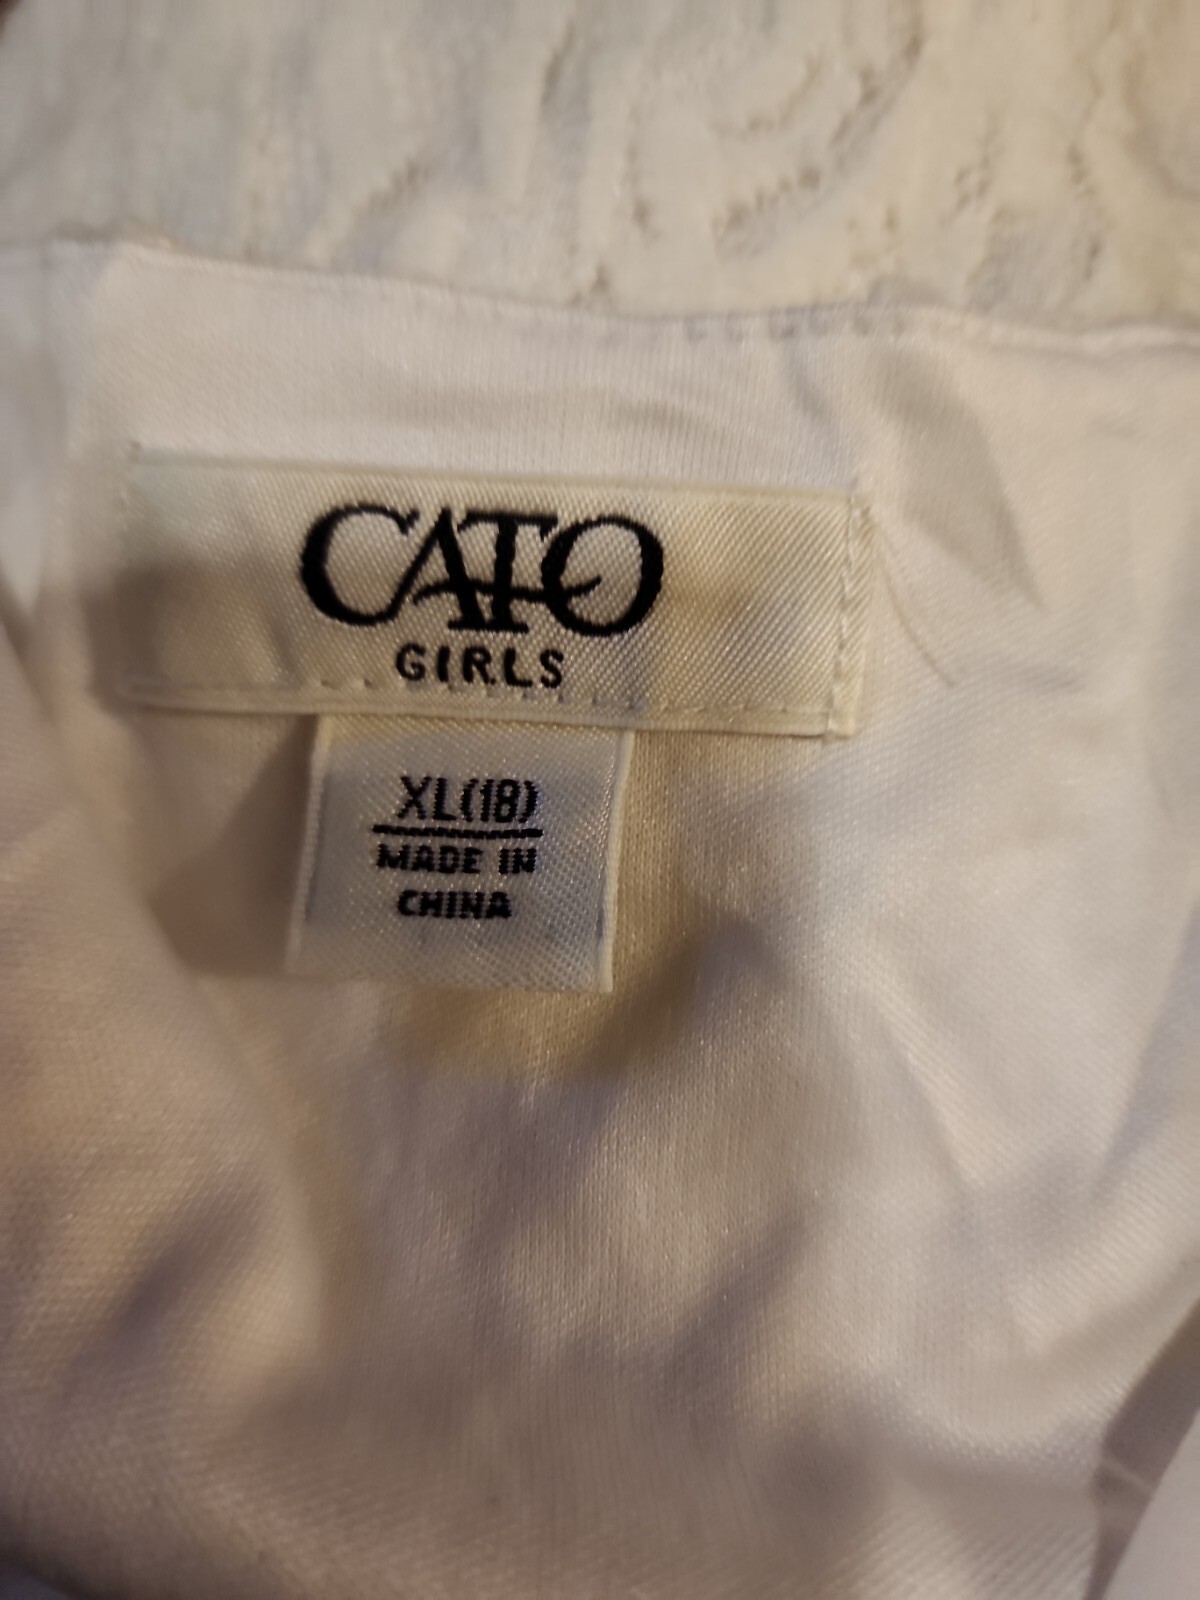 CATO
GIRLS
XL(18)
MADE IN
CHINA